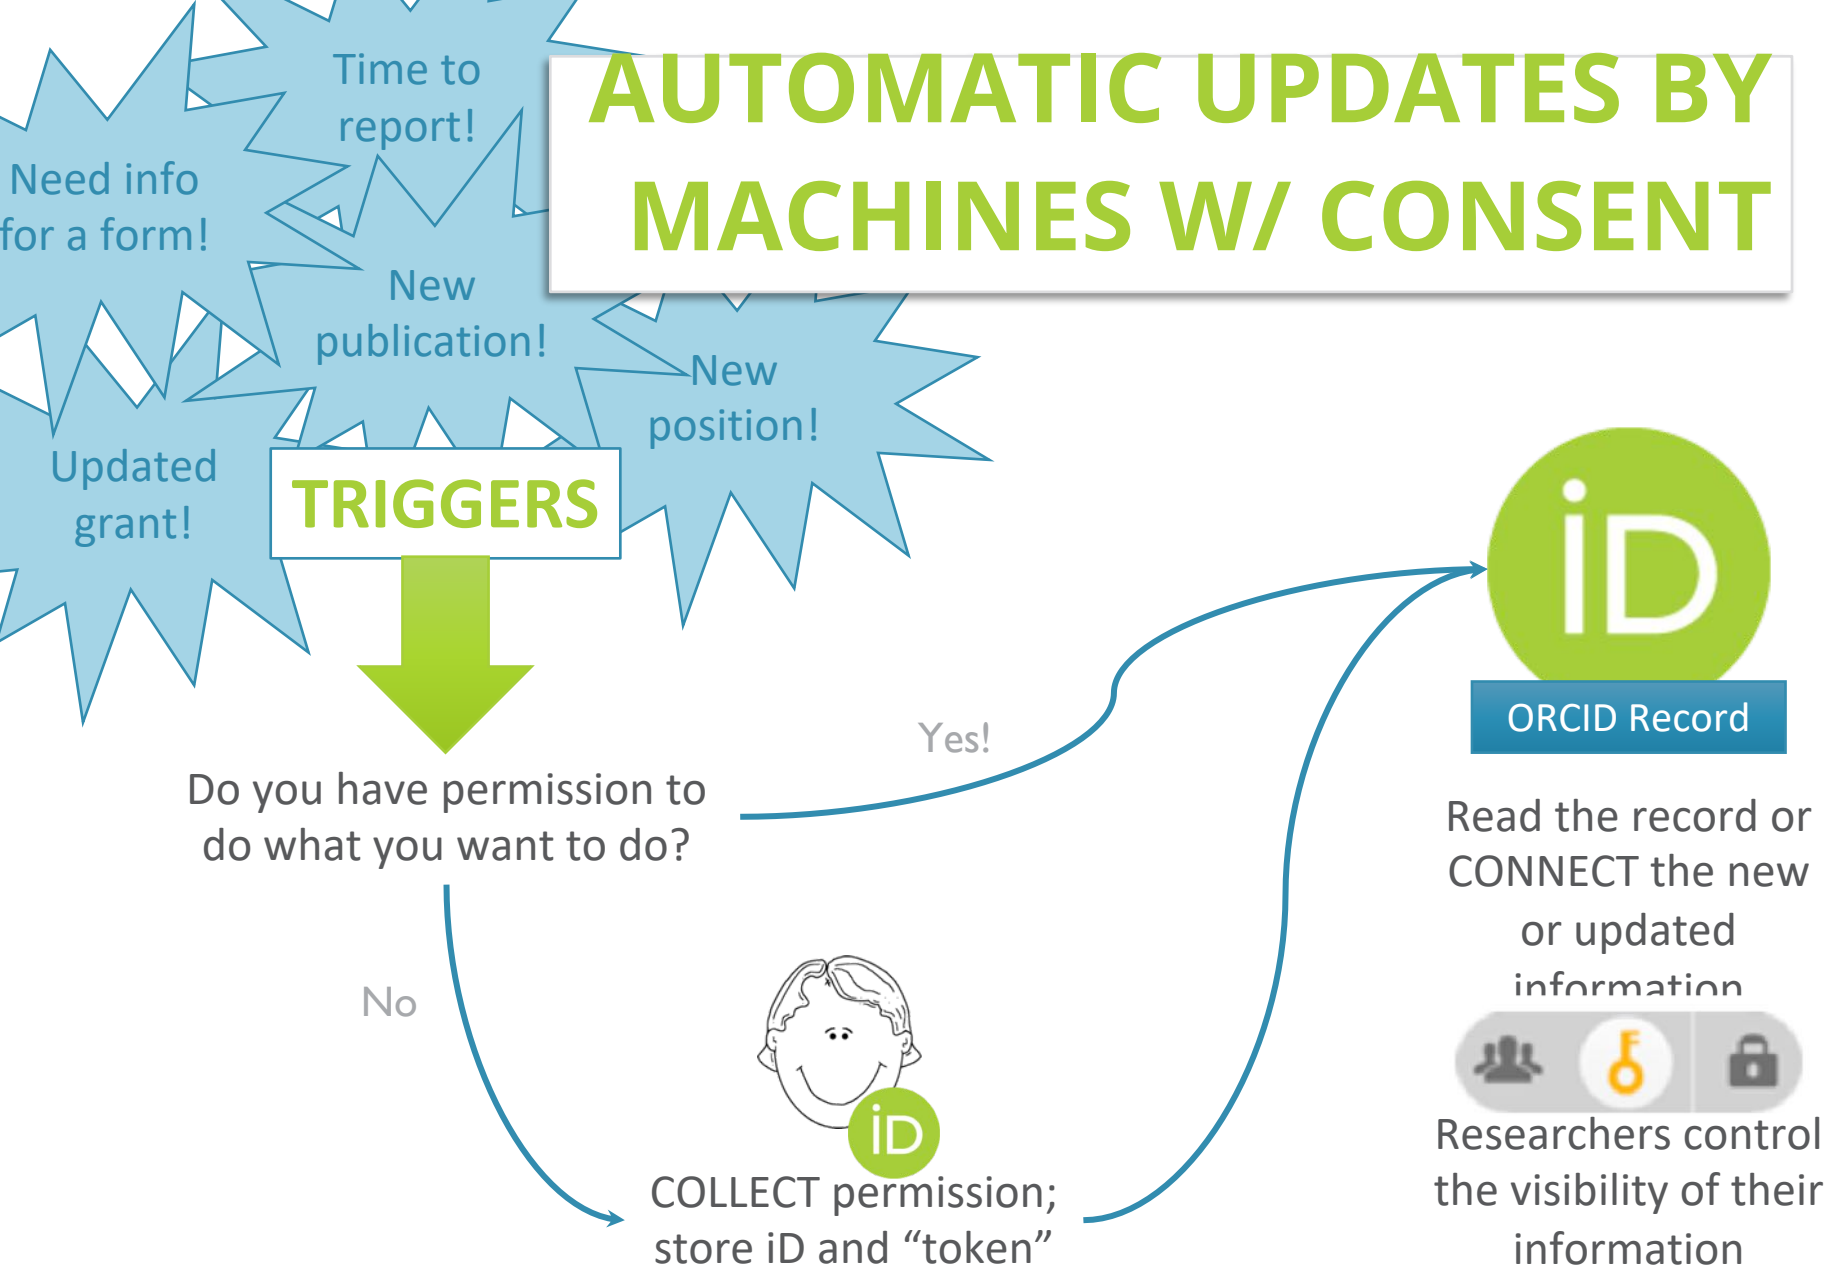 AUTOMATIC UPDATES BY
MACHINES W/ CONSENT
Time to
report!
Need info
for a form!
New
publication!
New
position!
Updated
grant!
TRIGGERS
Do you have permission to
do what you want to do?
Yes!
No
iD
COLLECT permission;
store iD and “token”
iD
ORCID Record
Read the record or
CONNECT the new
or updated
information
Researchers control
the visibility of their
information